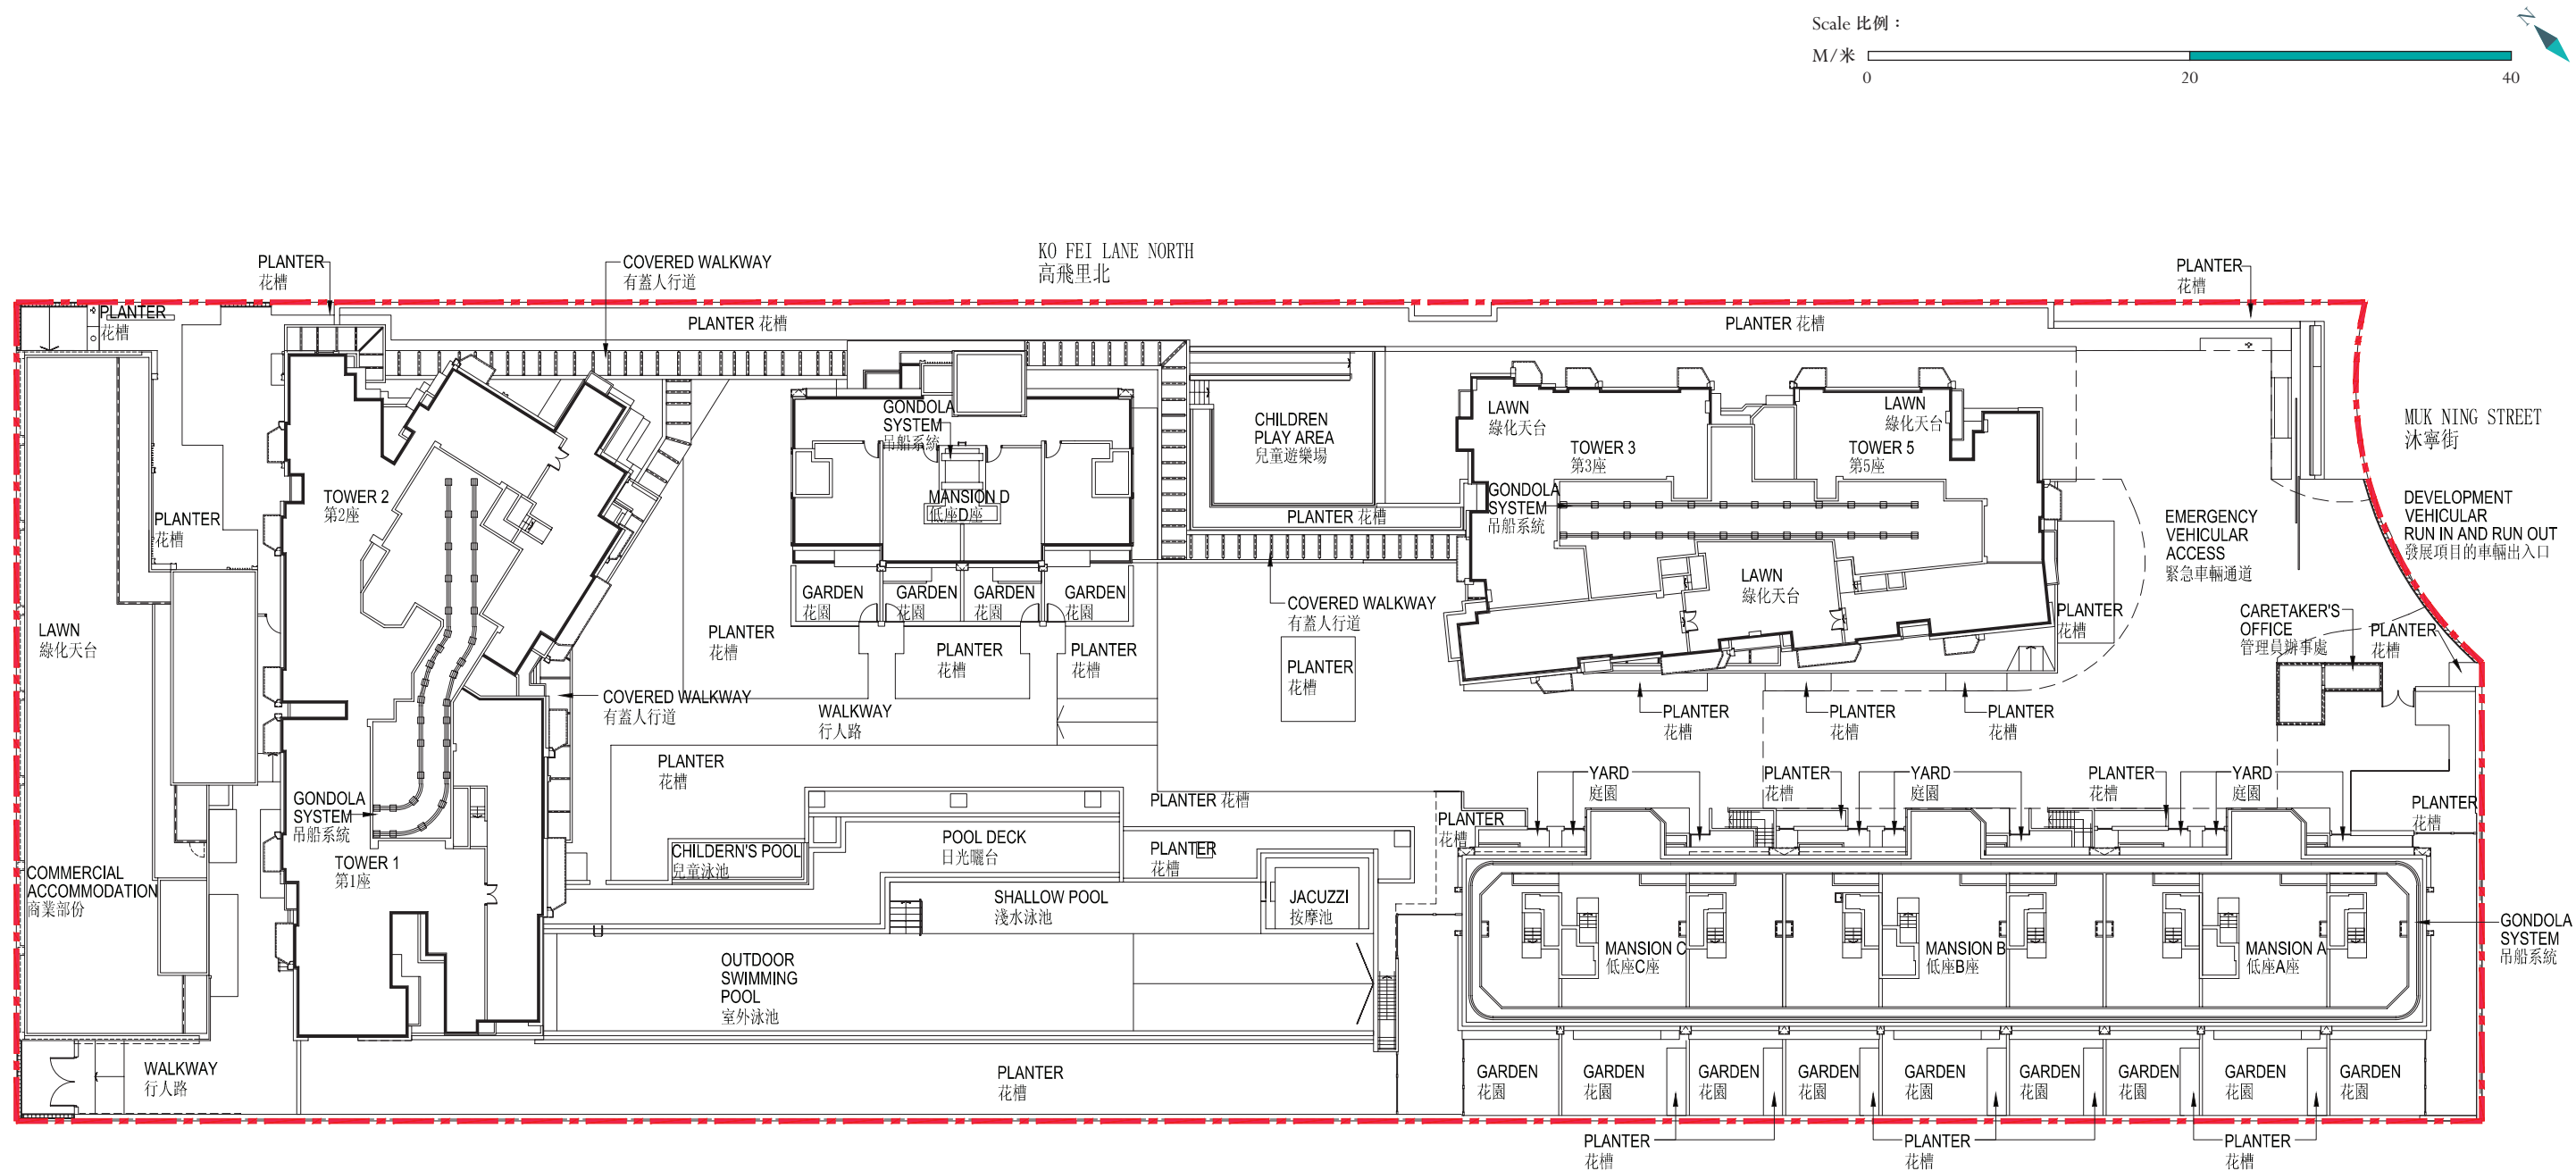 Scale 比例：
N
M/米
0
20
40
KO FEI LANE NORTH
高飛里北
PLANTER
花槽
COVERED WALKWAY
有蓋人行道
PLANTER
花槽
PLANTER
花槽
PLANTER 花槽
PLANTER 花槽
MUK NING STREET
沐寧街
GONDOLA
SYSTEM
吊船系統
CHILDREN
PLAY AREA
兒童遊樂場
LAWN
綠化天台
LAWN
綠化天台
TOWER 3
第3座
TOWER 5
第5座
TOWER 2
第2座
MANSION D
低座D座
GONDOLA
SYSTEM
吊船系統
PLANTER
花槽
PLANTER 花槽
EMERGENCY
VEHICULAR
ACCESS
緊急車輛通道
DEVELOPMENT
VEHICULAR
RUN IN AND RUN OUT
發展項目的車輛出入口
LAWN
綠化天台
GARDEN
花園
GARDEN
花園
GARDEN
花園
GARDEN
花園
COVERED WALKWAY
有蓋人行道
PLANTER
花槽
CARETAKER'S
OFFICE
管理員辦事處
PLANTER
花槽
LAWN
綠化天台
PLANTER
花槽
PLANTER
花槽
PLANTER
花槽
PLANTER
花槽
COVERED WALKWAY
有蓋人行道
WALKWAY
行人路
PLANTER
花槽
PLANTER
花槽
PLANTER
花槽
PLANTER
花槽
YARD
庭園
PLANTER
花槽
YARD
庭園
PLANTER
花槽
YARD
庭園
GONDOLA
SYSTEM
吊船系統
PLANTER 花槽
PLANTER
花槽
PLANTER
花槽
TOWER 1
第1座
CHILDERN'S POOL
兒童泳池
POOL DECK
日光曬台
PLANTER
花槽
COMMERCIAL
ACCOMMODATION
商業部份
SHALLOW POOL
淺水泳池
JACUZZI
按摩池
OUTDOOR
SWIMMING
POOL
室外泳池
MANSION C
低座C座
MANSION B
低座B座
MANSION A
低座A座
GONDOLA
SYSTEM
吊船系統
WALKWAY
行人路
PLANTER
花槽
GARDEN
花園
GARDEN
花園
GARDEN
花園
GARDEN
花園
GARDEN
花園
GARDEN
花園
GARDEN
花園
GARDEN
花園
GARDEN
花園
PLANTER
花槽
PLANTER
花槽
PLANTER
花槽